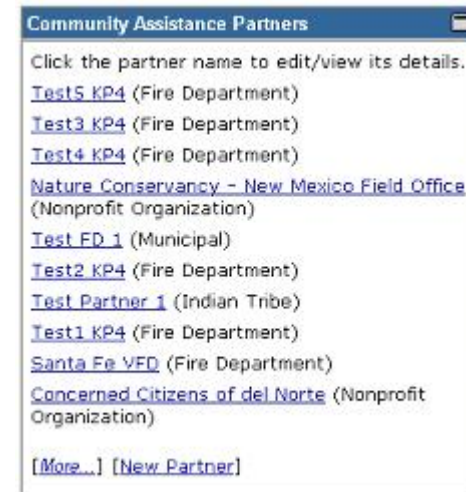 Community Assistance Partners
Click the partner name to edit/view its details.
Test5 KP4 (Fire Department)
Test3 KP4 (Fire Department)
Test4 KP4 (Fire Department)
Nature Conservancy - New Mexico Field Office
(Nonprofit Organization)
Test FD 1 (Municipal)
Test2 KP4 (Fire Department)
Test Partner 1 (Indian Tribe)
Test1 KP4 (Fire Department)
Santa Fe VFD (Fire Department)
Concerned Citizens of del Norte (Nonprofit
Organization)
[More...] [New Partner]